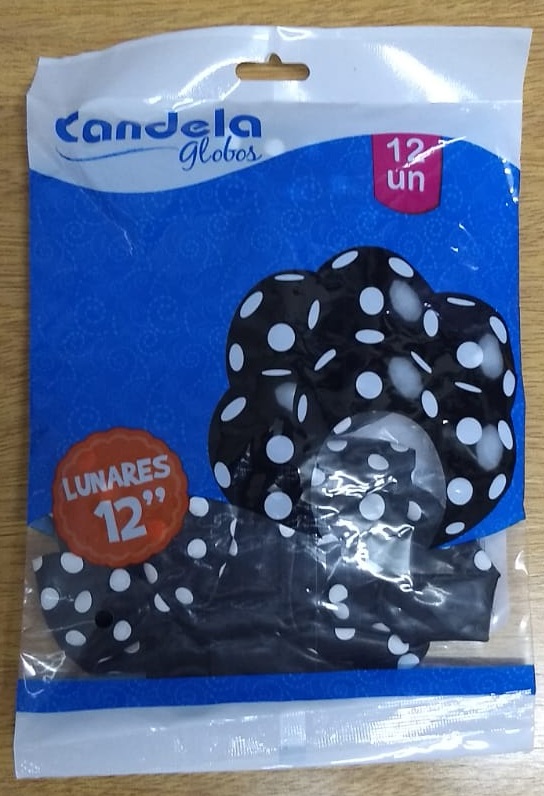 Candela
globos
12
un
LUNARES
12”